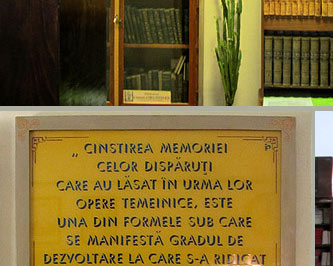 „ CINSTIREA MEMORIEI
CELOR DISPĂRUȚI
CARE AU LĂSAT ÎN URMA LOR
OPERE TEMEINICE, ESTE
UNA DIN FORMELE SUB CARE
SE MANIFESTĂ GRADUL DE
DEZVOLTARE LA CARE S-A RIDICAT